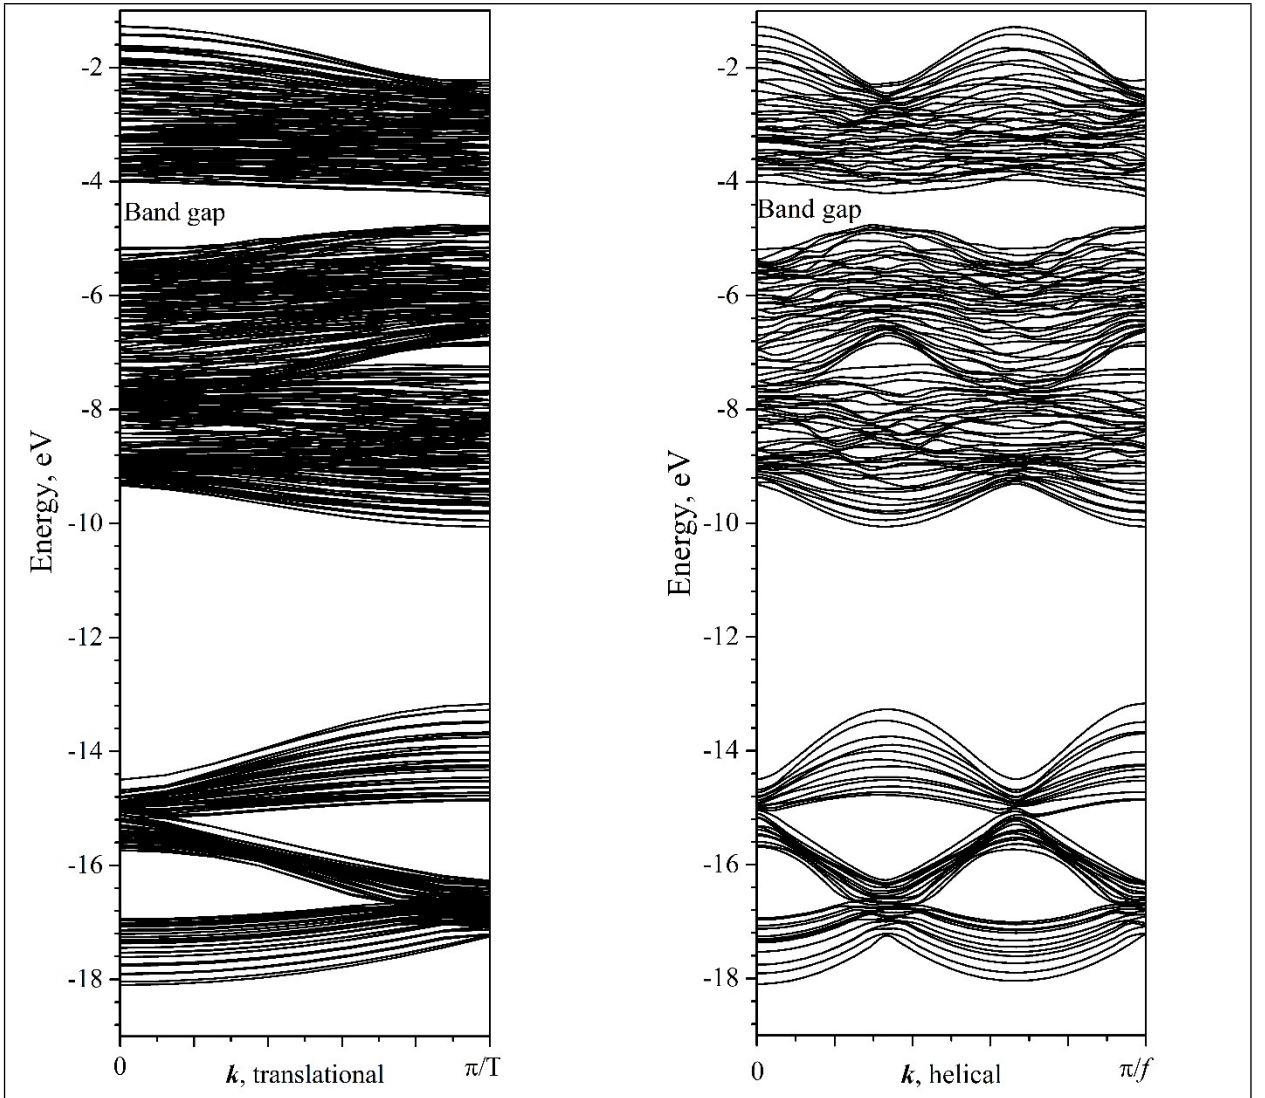 -2
-4
Band gap
-6
-8
Energy, eV
-10
-12
-14
-16
-18
0
k, translational
π/T
-2
-4
Band gap
-6
-8
Energy, eV
-10
-12
-14
-16
-18
0
k, helical
π/f